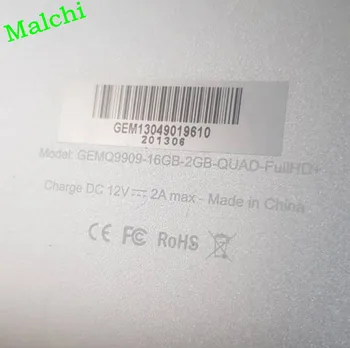 Malchi
GEM13049019610
201306
Model: GEMQ9909-16GB-2GB-QUAD-FullHD+
Charge DC 12V⎓ 2A max - Made in China
CE FC RoHS